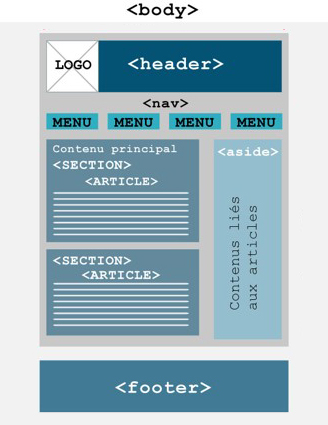 <body>
LOGO
<header>
<nav>
MENU MENU MENU MENU
Contenu principal
<SECTION>
<ARTICLE>
<aside>
Contenus liés
aux articles
<SECTION>
<ARTICLE>
<footer>